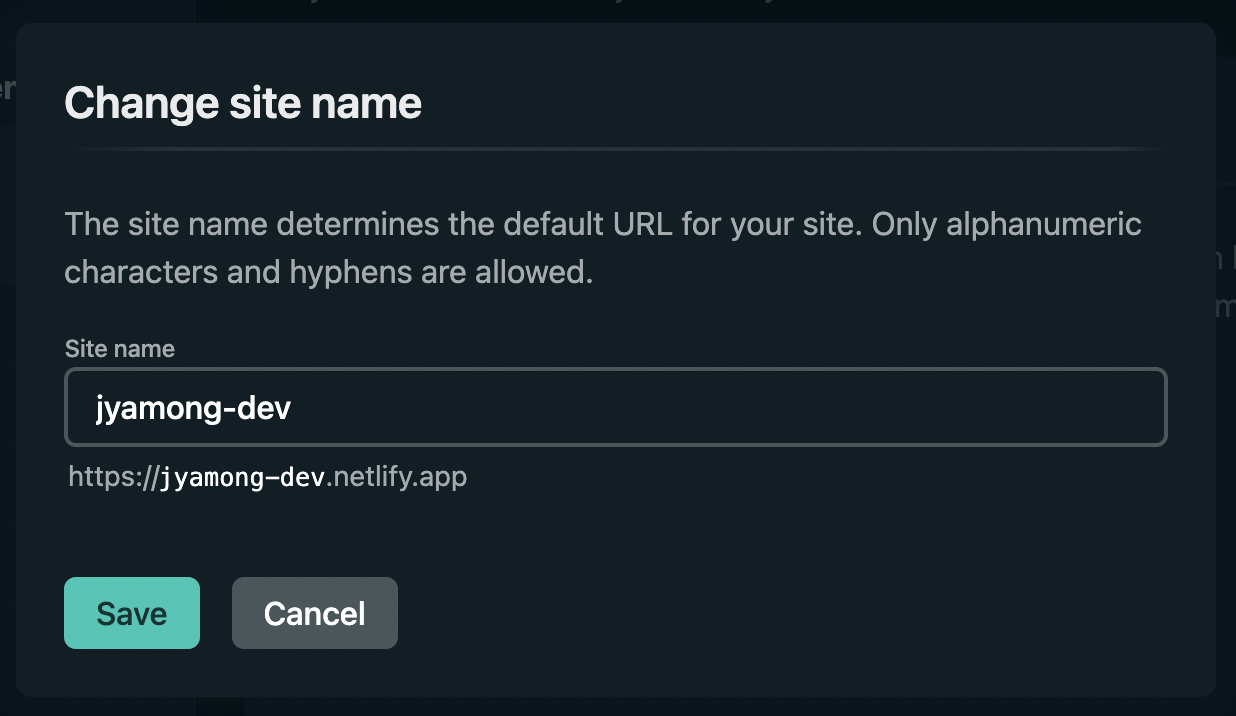 Change site name
The site name determines the default URL for your site. Only alphanumeric
characters and hyphens are allowed.
Site name
jyamong-dev
https://jyamong-dev.netlify.app
Save
Cancel